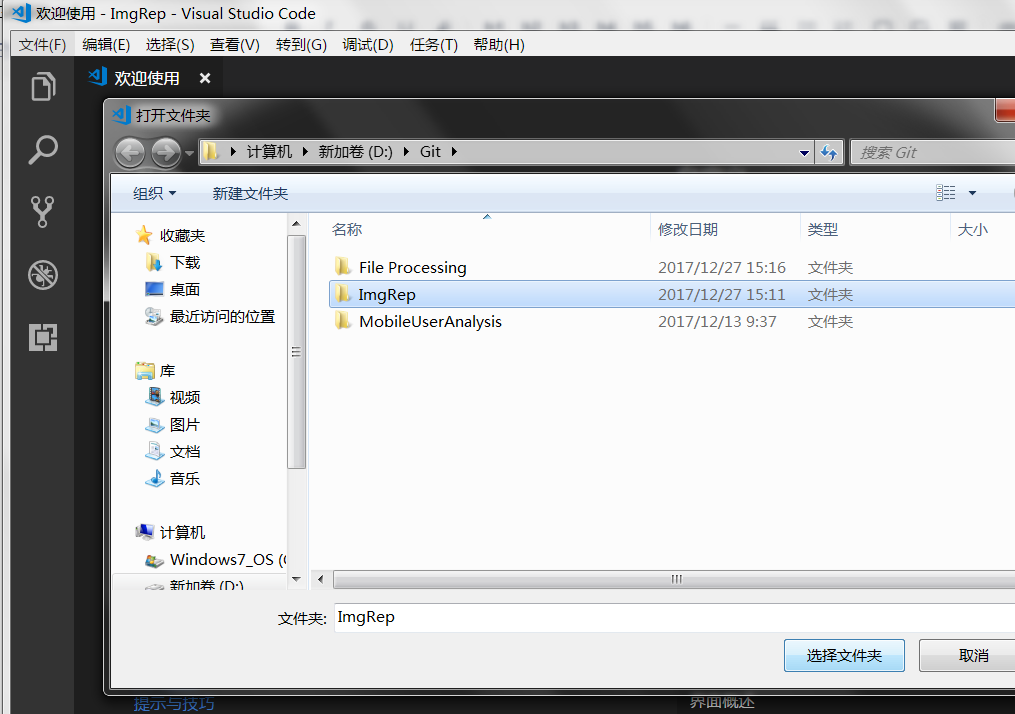 欢迎使用 - ImgRep - Visual Studio Code
文件(F) 编辑(E) 选择(S) 查看(V) 转到(G) 调试(D) 任务(T) 帮助(H)
欢迎使用 ×
打开文件夹
计算机 新加卷 (D:) Git 搜索 Git
组织 新建文件夹
名称 修改日期 类型 大小
收藏夹
下载
桌面
最近访问的位置
库
视频
图片
文档
音乐
计算机
Windows7_OS (
新加卷 (D:)
File Processing 2017/12/27 15:16 文件夹
ImgRep 2017/12/27 15:11 文件夹
MobileUserAnalysis 2017/12/13 9:37 文件夹
文件夹: ImgRep
选择文件夹 取消
提示与技巧 界面概述